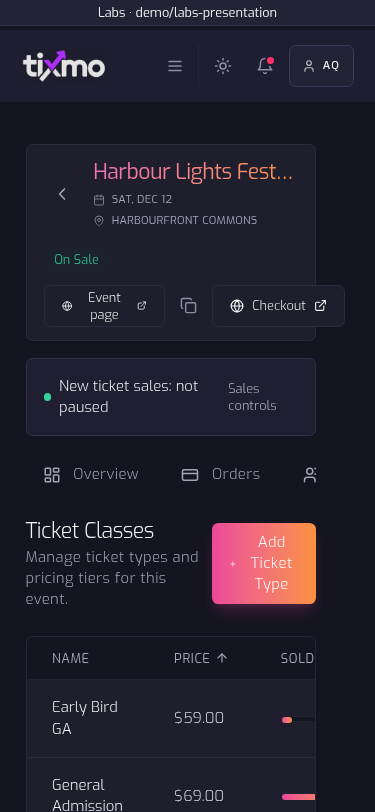 Labs · demo/labs-presentation
tixmo
AQ
Harbour Lights Fest…
SAT, DEC 12
HARBOURFRONT COMMONS
On Sale
Event
page
Checkout
New ticket sales: not
paused
Sales
controls
Overview
Orders
Ticket Classes
Manage ticket types and
pricing tiers for this
event.
Add
Ticket
Type
NAME
PRICE
SOLD
Early Bird
GA
$59.00
General
Admission
$69.00